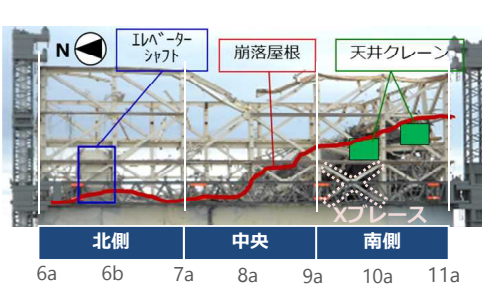 N
ｴﾚﾍﾞｰﾀｰ
ｼｬﾌﾄ
崩落屋根
天井クレーン
Xブレース
北側
中央
南側
6a
6b
7a
8a
9a
10a
11a